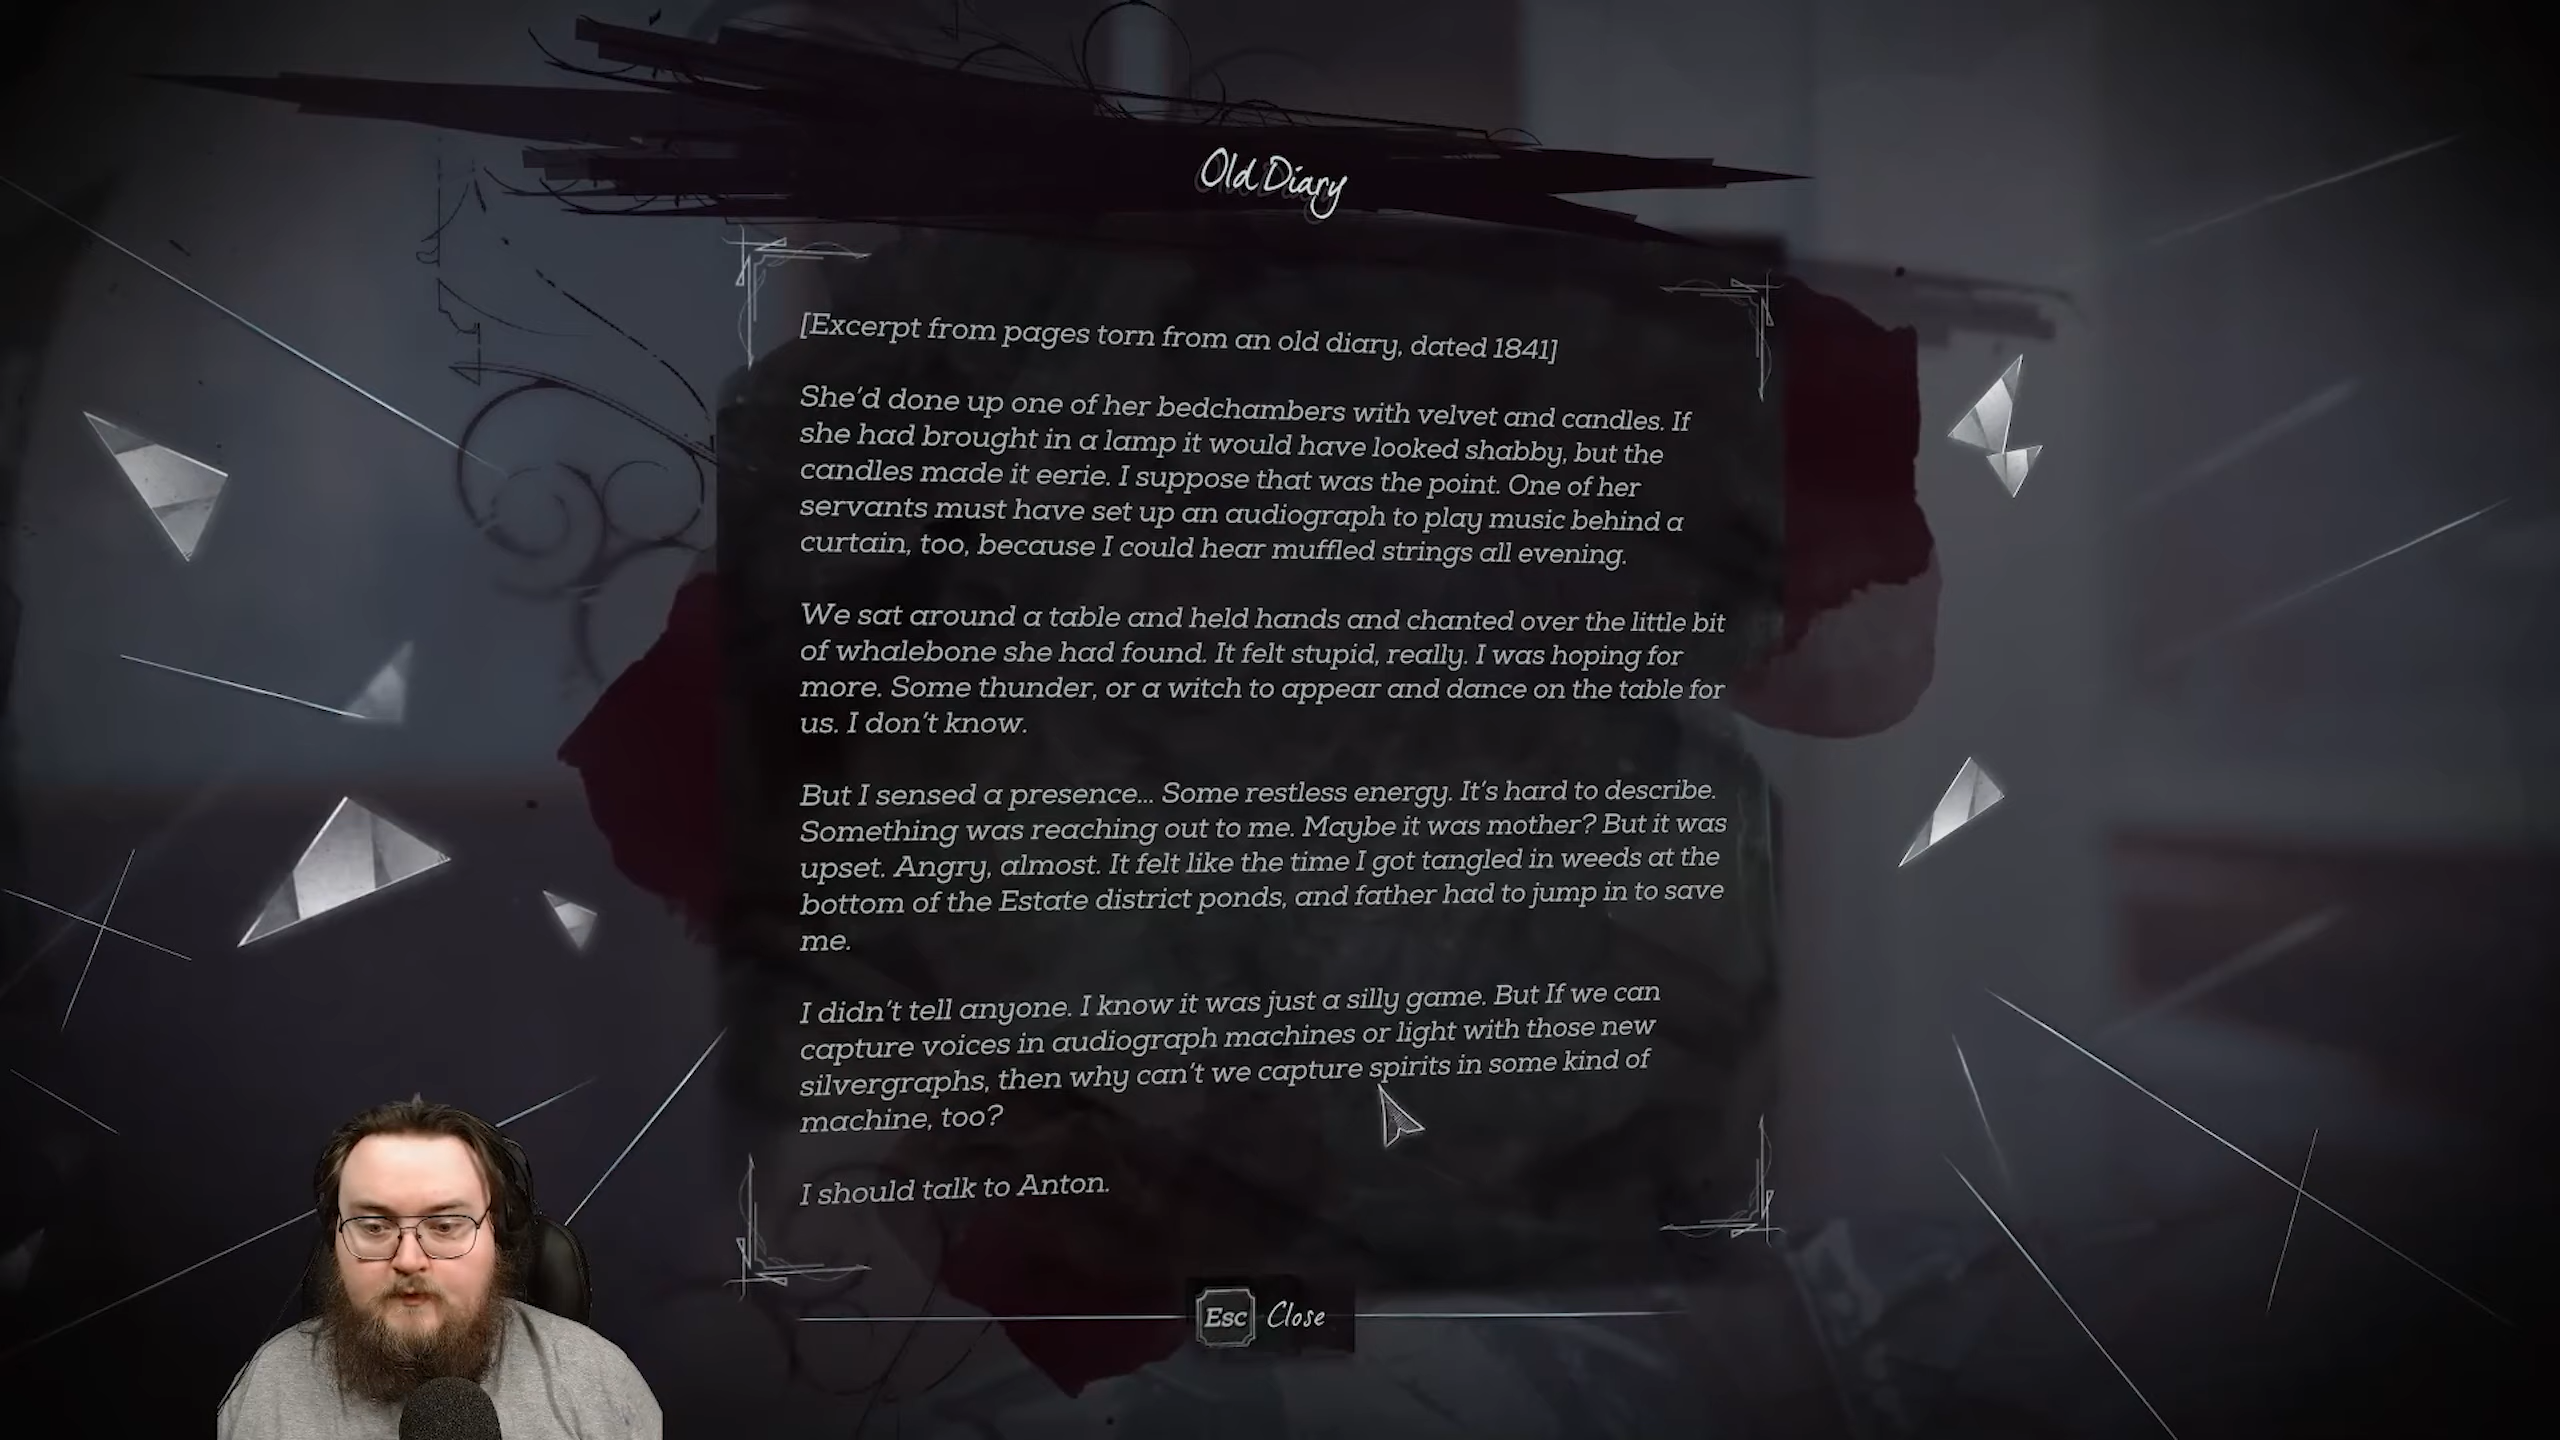 Old Diary
[Excerpt from pages torn from an old diary, dated 1841]
She'd done up one of her bedchambers with velvet and candles. If
she had brought in a lamp it would have looked shabby, but the
candles made it eerie. I suppose that was the point. One of her
servants must have set up an audiograph to play music behind a
curtain, too, because I could hear muffled strings all evening.
We sat around a table and held hands and chanted over the little bit
of whalebone she had found. It felt stupid, really. I was hoping for
more. Some thunder, or a witch to appear and dance on the table for
us. I don't know.
But I sensed a presence... Some restless energy. It's hard to describe.
Something was reaching out to me. Maybe it was mother? But it was
upset. Angry, almost. It felt like the time I got tangled in weeds at the
bottom of the Estate district ponds, and father had to jump in to save
me.
I didn't tell anyone. I know it was just a silly game. But If we can
capture voices in audiograph machines or light with those new
silvergraphs, then why can't we capture spirits in some kind of
machine, too?
I should talk to Anton.
Esc Close